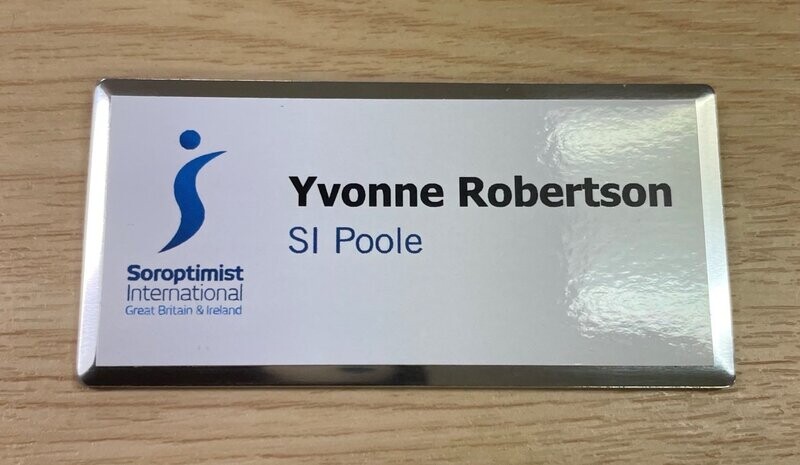 Yvonne Robertson
SI Poole
Soroptimist
International
Great Britain & Ireland